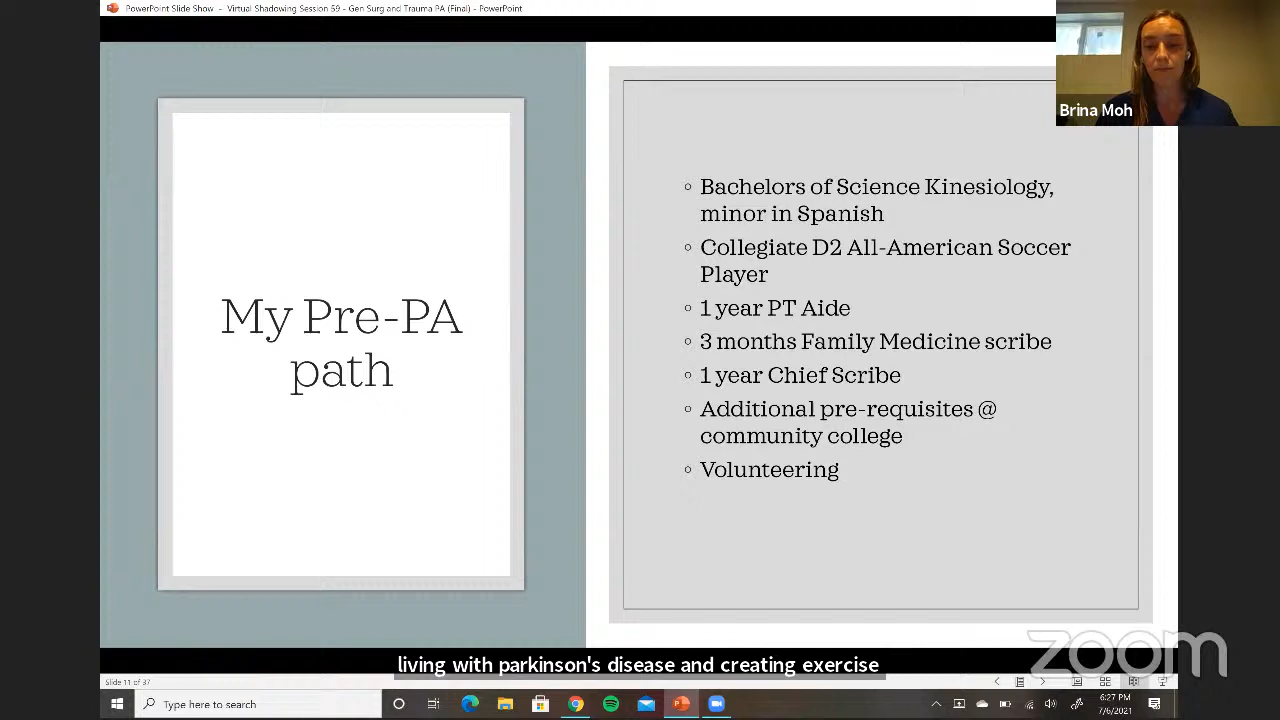 PowerPoint Slide Show - Virtual Shadowing Session 59 - Gen Surg and Trauma PA (Final) - PowerPoint
Brina Moh
My Pre-PA
path
Bachelors of Science Kinesiology,
minor in Spanish
Collegiate D2 All-American Soccer
Player
1 year PT Aide
3 months Family Medicine scribe
1 year Chief Scribe
Additional pre-requisites @
community college
Volunteering
zoom
living with parkinson's disease and creating exercise
Slide 11 of 37
Type here to search
6:27 PM
7/6/2021